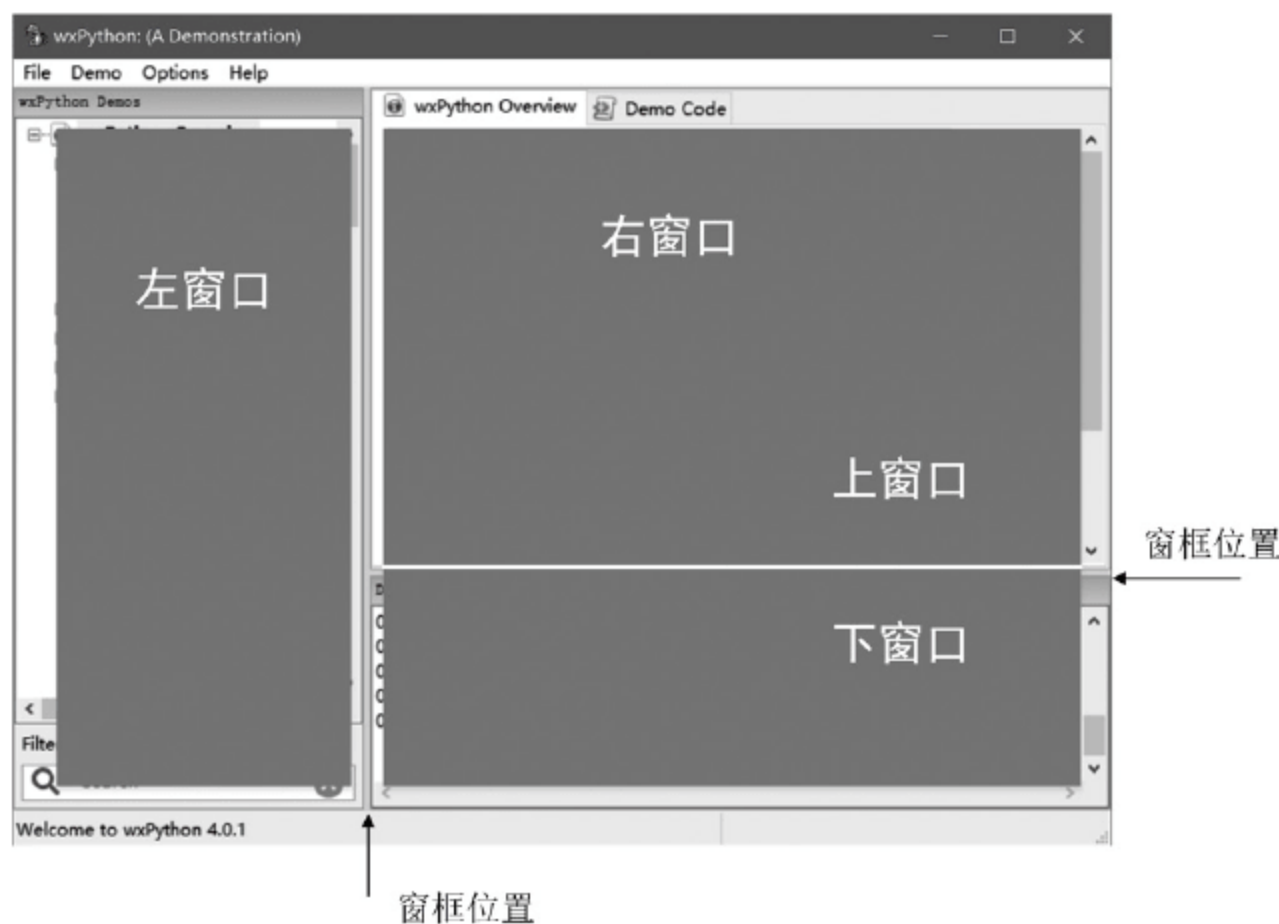 wxPython: (A Demonstration)
File Demo Options Help
wxPython Demos
wxPython Overview Demo Code
右窗口
左窗口
上窗口
窗框位置
下窗口
Filte
Welcome to wxPython 4.0.1
窗框位置